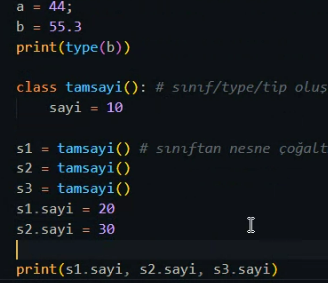 a = 44;
b = 55.3
print(type(b))
class tamsayi(): # sınıf/type/tip oluş
sayi = 10
s1 = tamsayi() # sınıftan nesne çoğalt
s2 = tamsayi()
s3 = tamsayi()
s1.sayi = 20
s2.sayi = 30
print(s1.sayi, s2.sayi, s3.sayi)